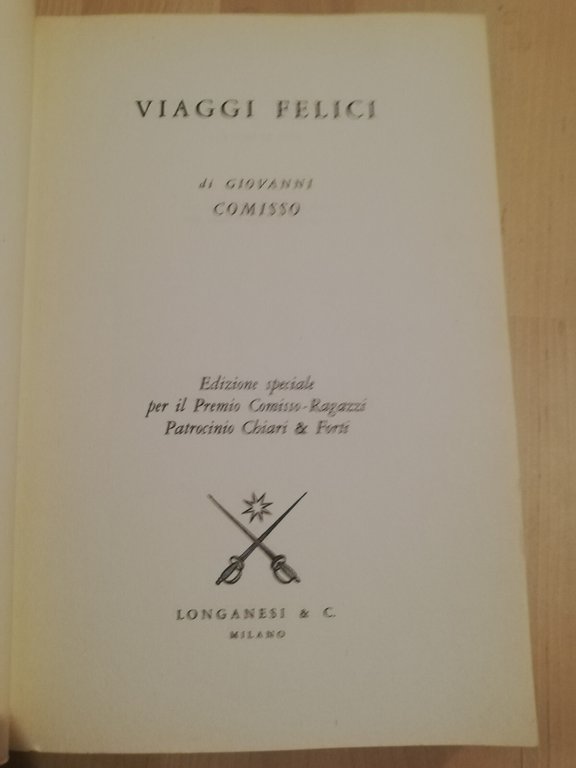 VIAGGI FELICI
di GIOVANNI
COMISSO
Edizione speciale
per il Premio Comisso-Ragazzi
Patrocinio Chiari & Forti
LONGANESI & C.
MILANO